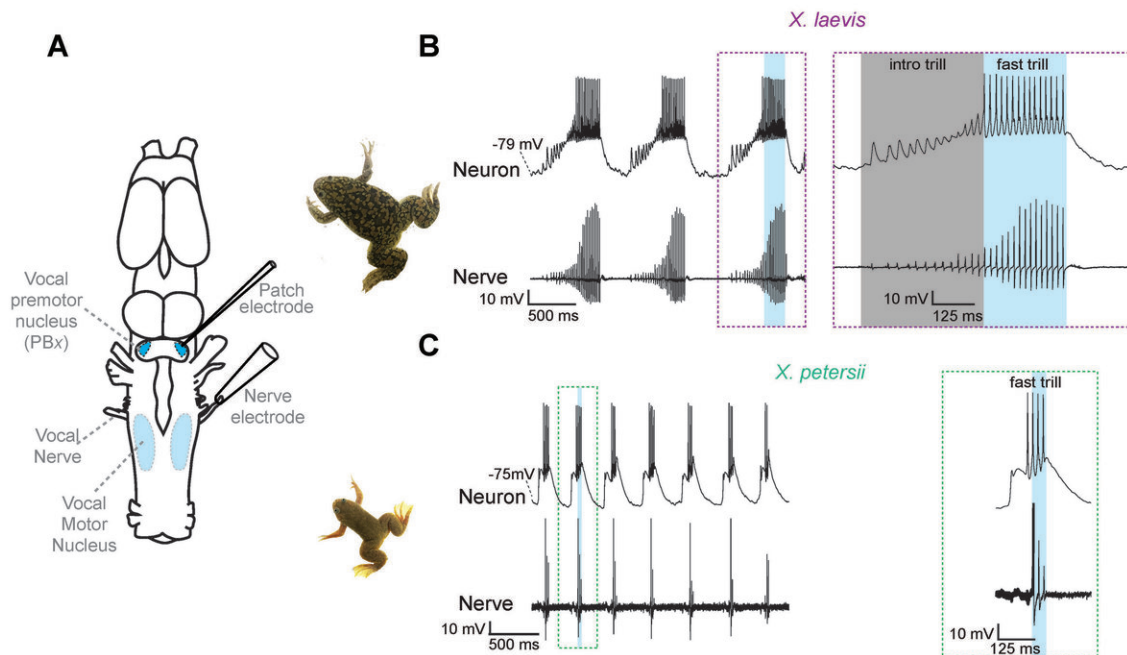 A
Vocal
premotor
nucleus
(PBx)
Patch
electrode
Nerve
electrode
Vocal
Nerve
Vocal
Motor
Nucleus
X. laevis
B
-79 mV
Neuron
Nerve
10 mV
500 ms
intro trill
fast trill
10 mV
125 ms
C
X. petersii
-75mV
Neuron
Nerve
10 mV
500 ms
fast trill
10 mV
125 ms